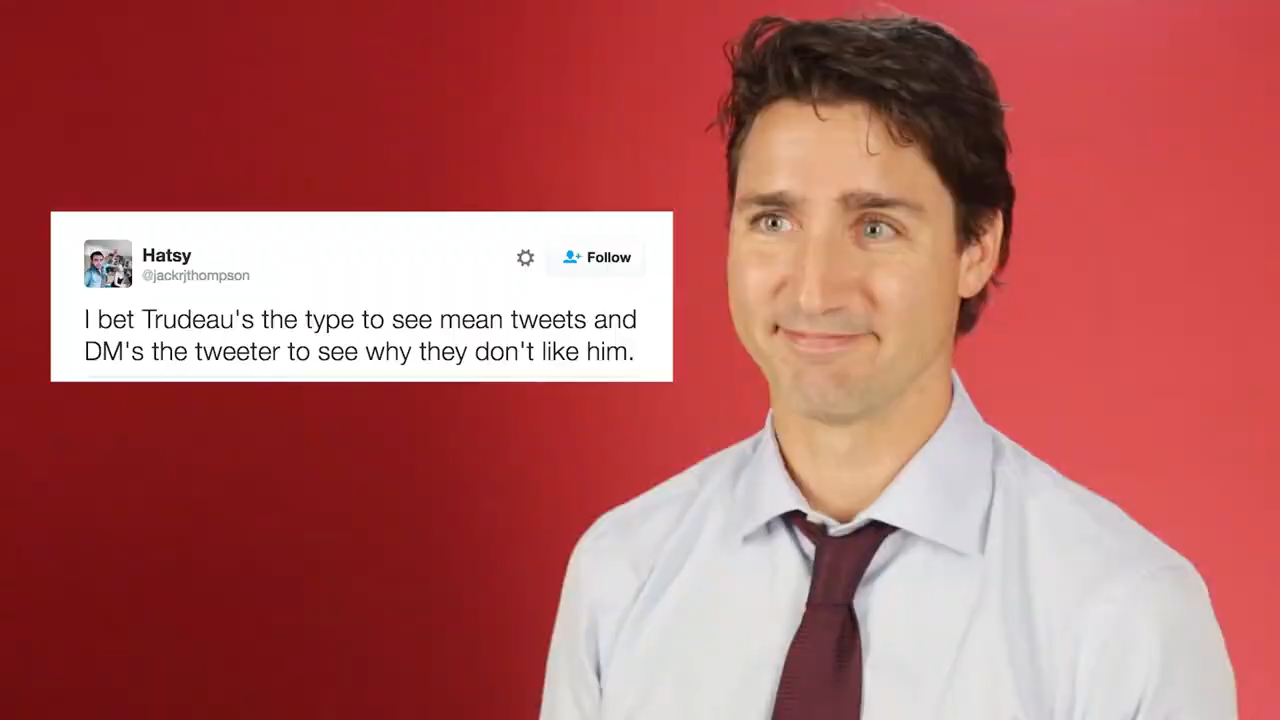 Hatsy
@jackrjthompson
Follow
I bet Trudeau's the type to see mean tweets and
DM's the tweeter to see why they don't like him.